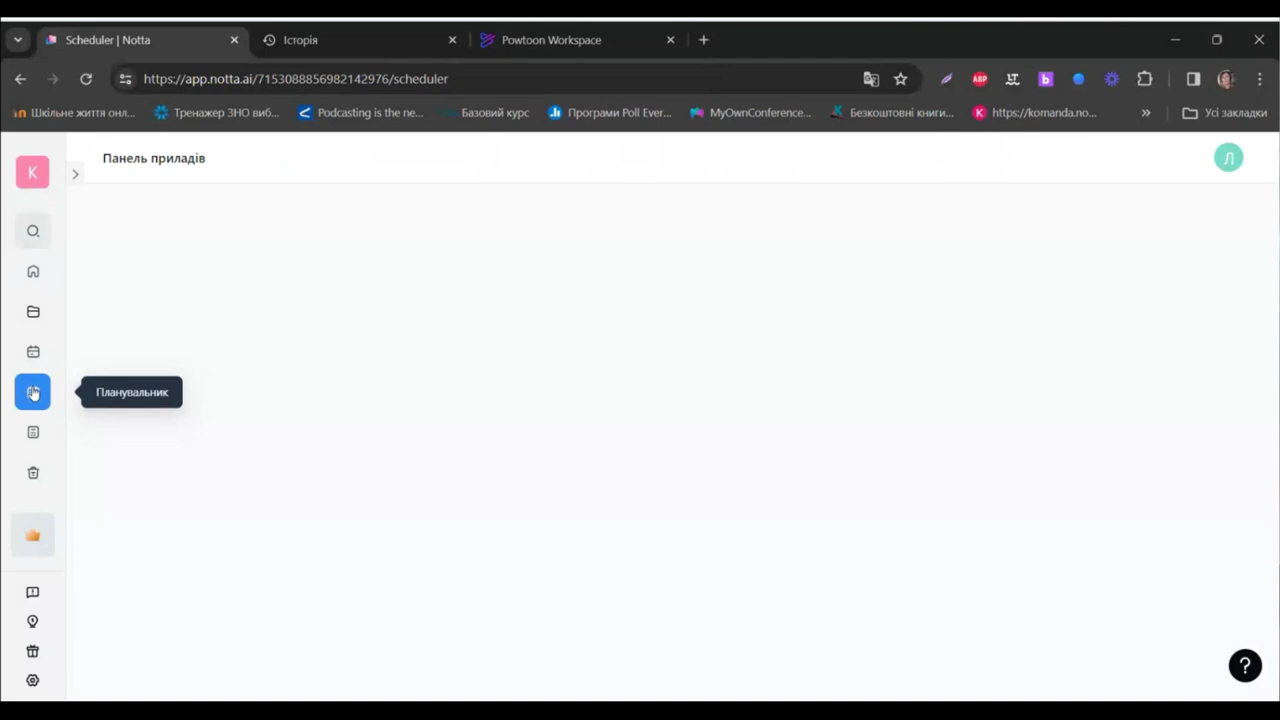 Scheduler | Notta
Історія
Powtoon Workspace
https://app.notta.ai/7153088856982142976/scheduler
ABP
b
Шкільне життя онл...
Тренажер ЗНО виб...
Podcasting is the ne...
Базовий курс
Програми Poll Ever...
MyOwnConference...
Безкоштовні книги...
K
https://komanda.no...
»
Усі закладки
K
Панель приладів
Л
Планувальник
?